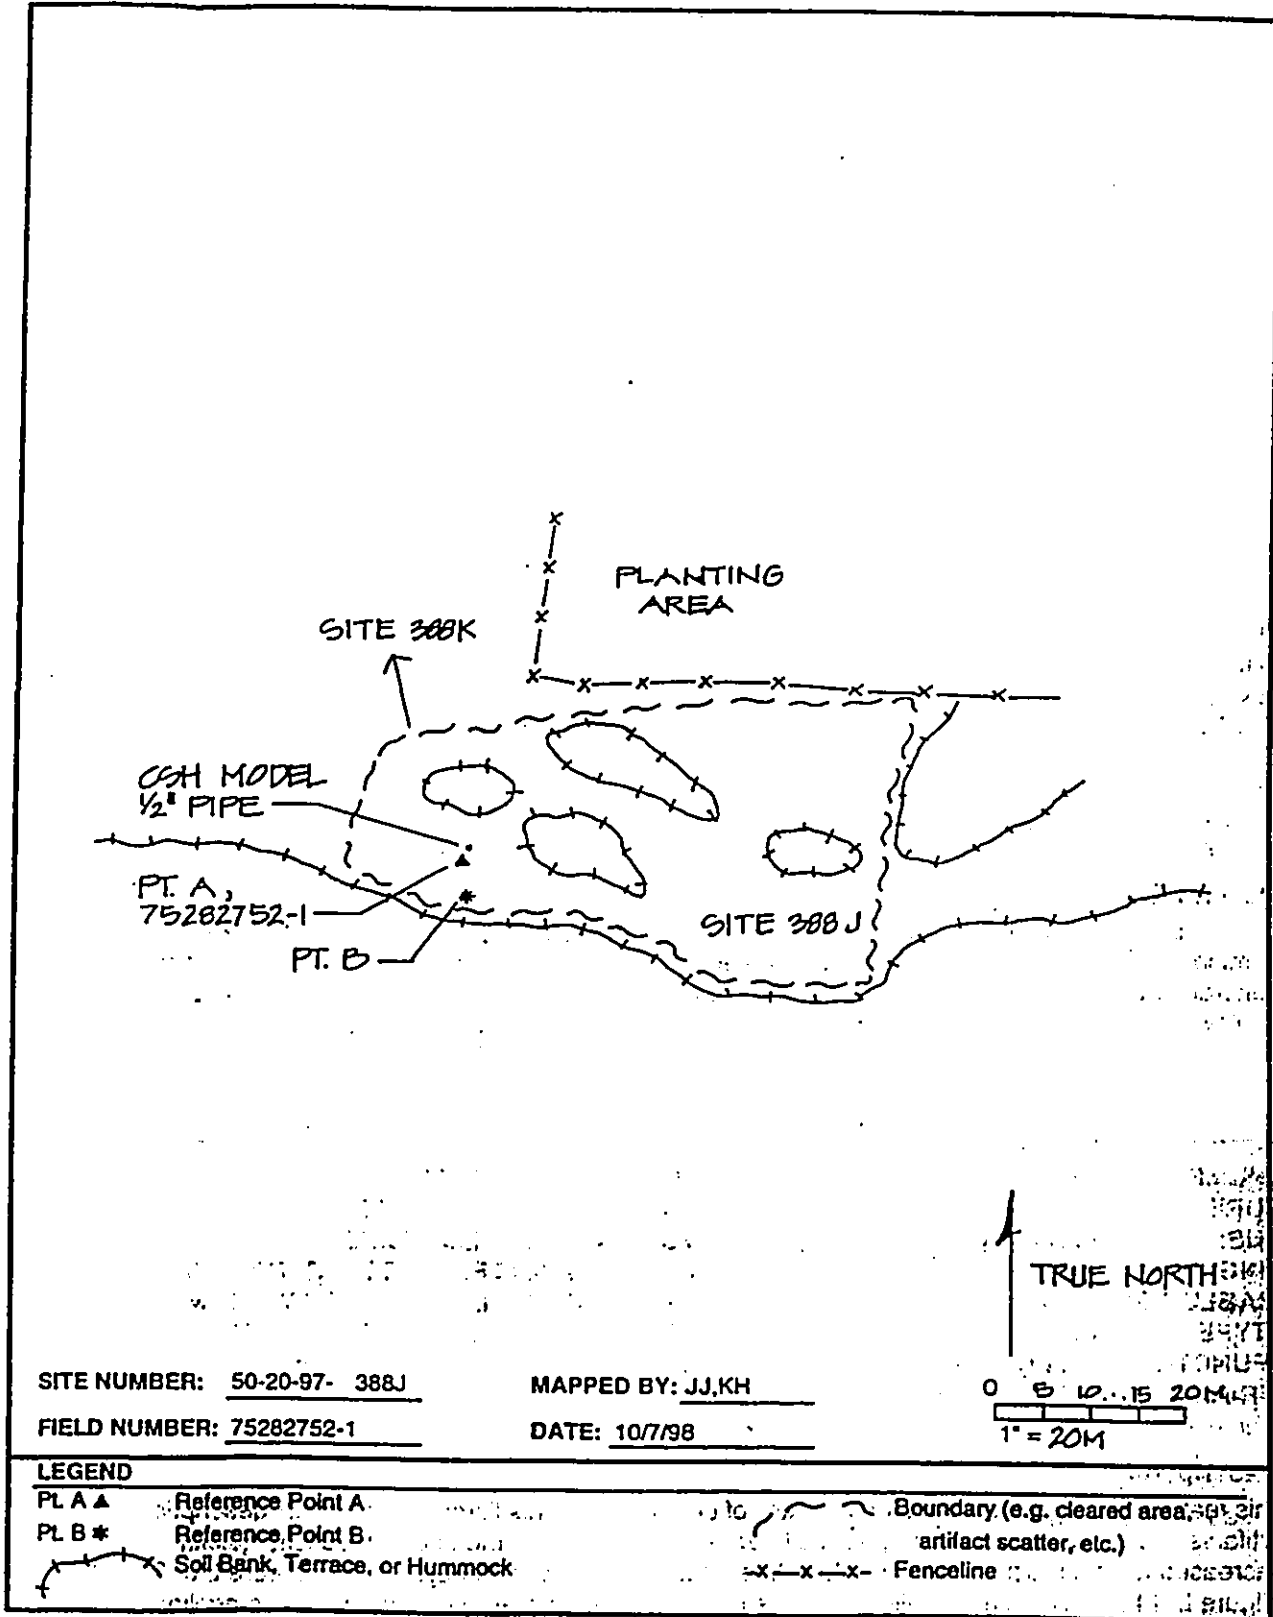 PLANTING
AREA
SITE 388K
CSH MODEL
1/2" PIPE
PT. A,
75282752-1
PT. B
SITE 388J
TRUE NORTH
SITE NUMBER: 50-20-97- 388J
MAPPED BY: JJ,KH
0 5 10 15 20M
FIELD NUMBER: 75282752-1
DATE: 10/7/98
1" = 20M
LEGEND
Pt. A ▲ Reference Point A
Pt. B * Reference Point B
Soil Bank, Terrace, or Hummock
Boundary (e.g. cleared area,
artifact scatter, etc.)
-x-x-x- Fenceline